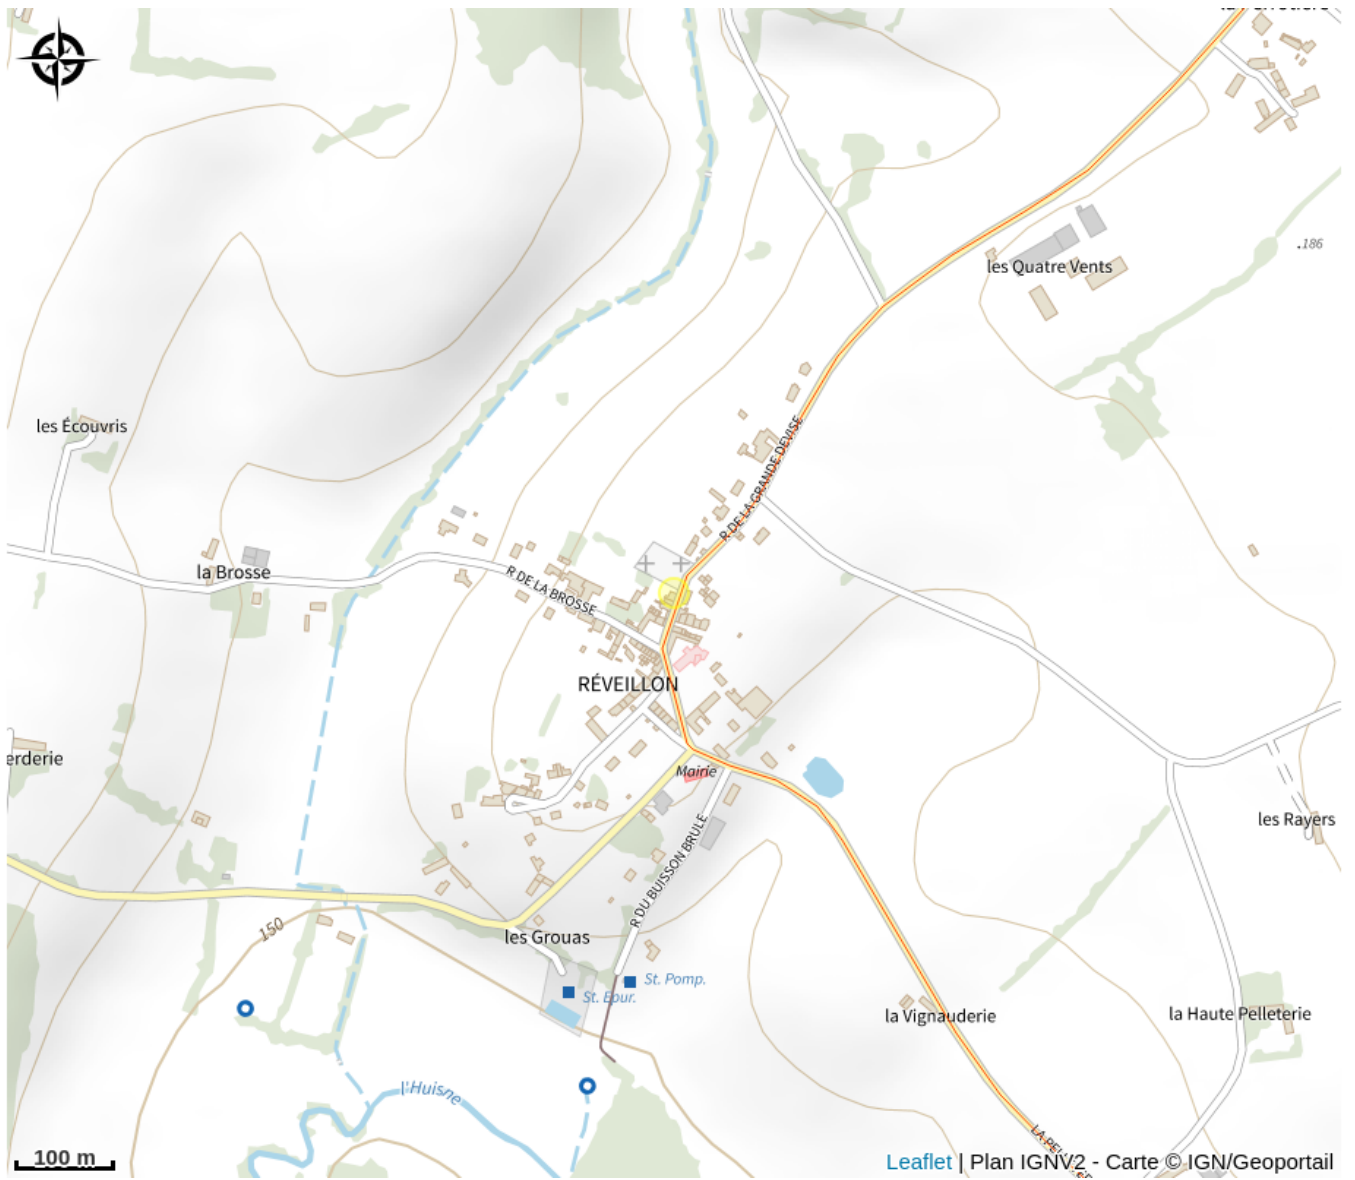 les Quatre Vents
.186
les Écouvris
R DE LA GRANDE DEVISE
la Brosse
R DE LA BROSSE
RÉVEILLON
erderie
Mairie
les Rayers
R DU BUISSON BRULE
150
les Grouas
St. Pomp.
St. Epur.
la Vignauderie
la Haute Pelleterie
l'Huisne
100 m
Leaflet | Plan IGNV2 - Carte © IGN/Geoportail